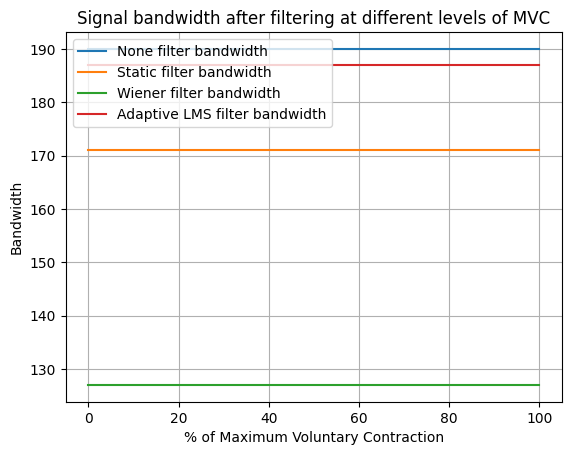 Signal bandwidth after filtering at different levels of MVC
None filter bandwidth
Static filter bandwidth
Wiener filter bandwidth
Adaptive LMS filter bandwidth
Bandwidth
190
180
170
160
150
140
130
0 20 40 60 80 100
% of Maximum Voluntary Contraction